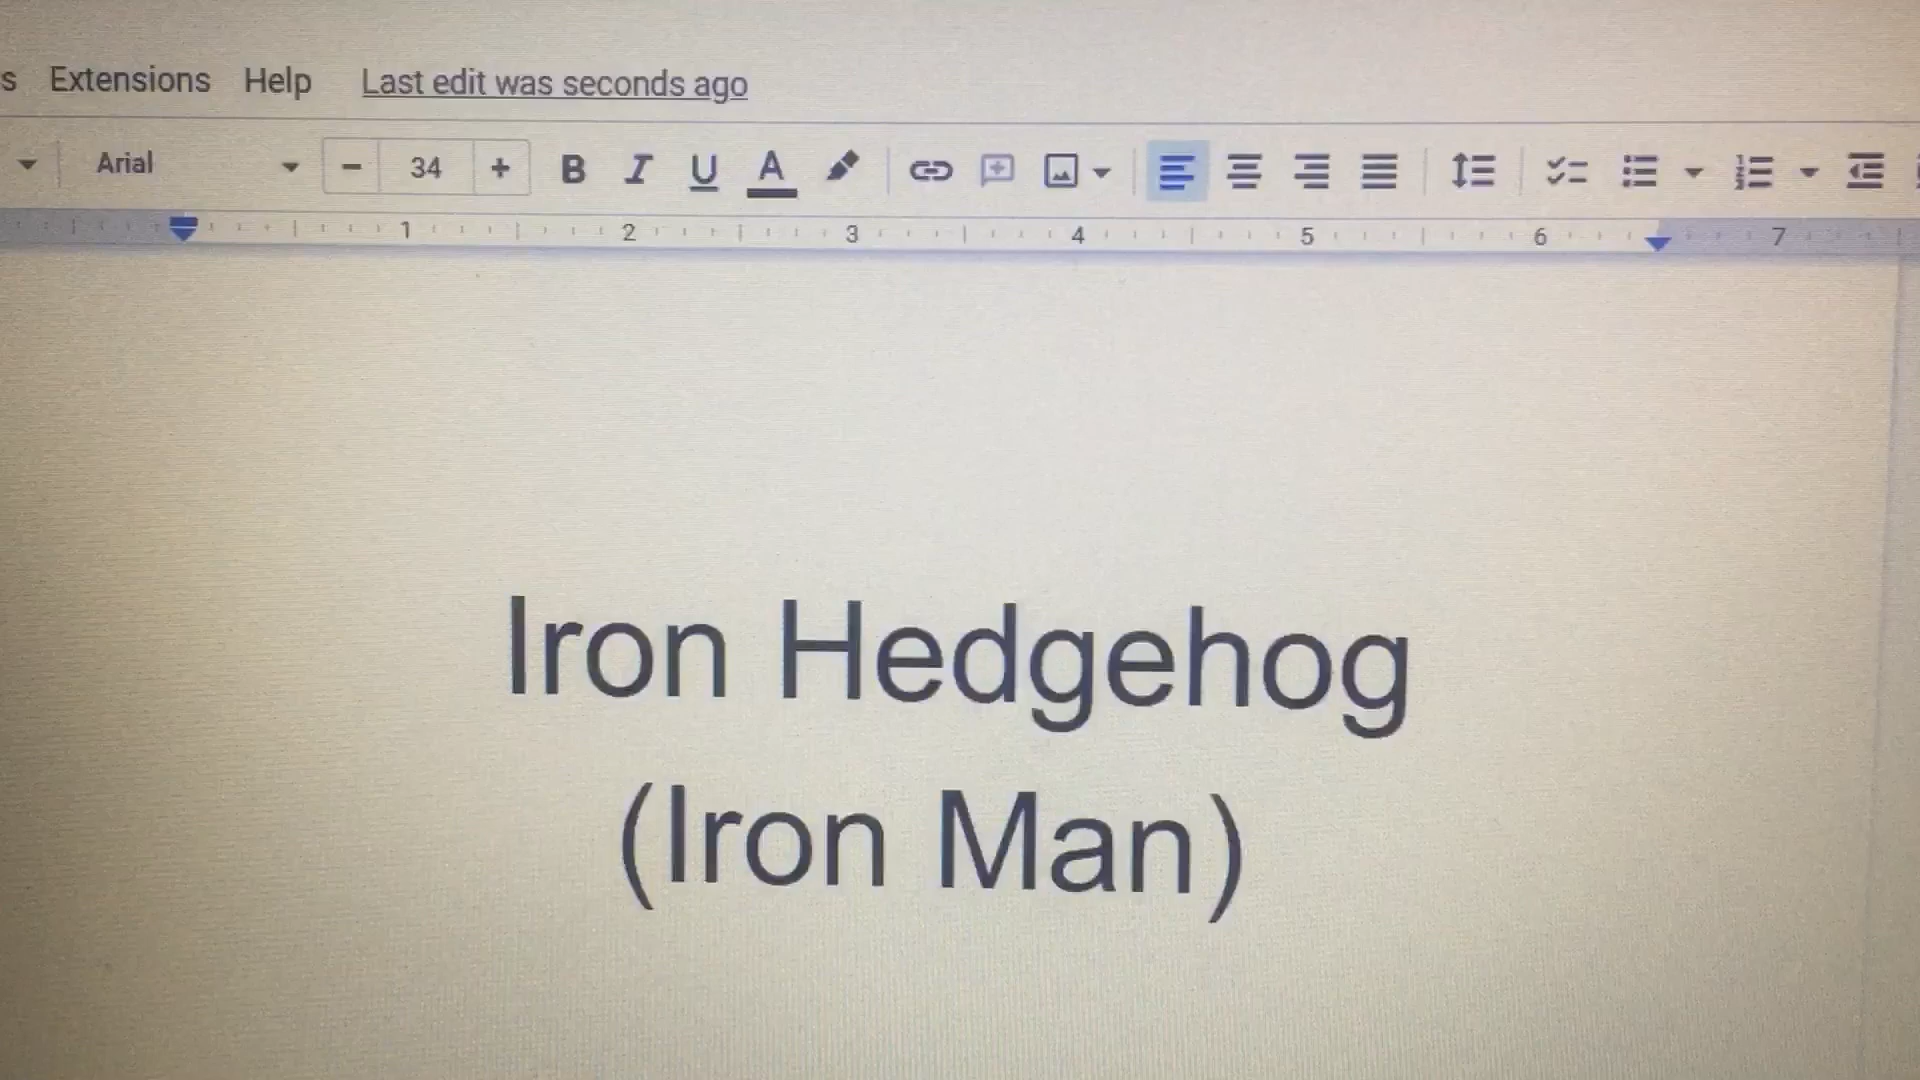 s Extensions Help Last edit was seconds ago
Arial − 34 + B I U A
1 2 3 4 5 6 7
Iron Hedgehog
(Iron Man)